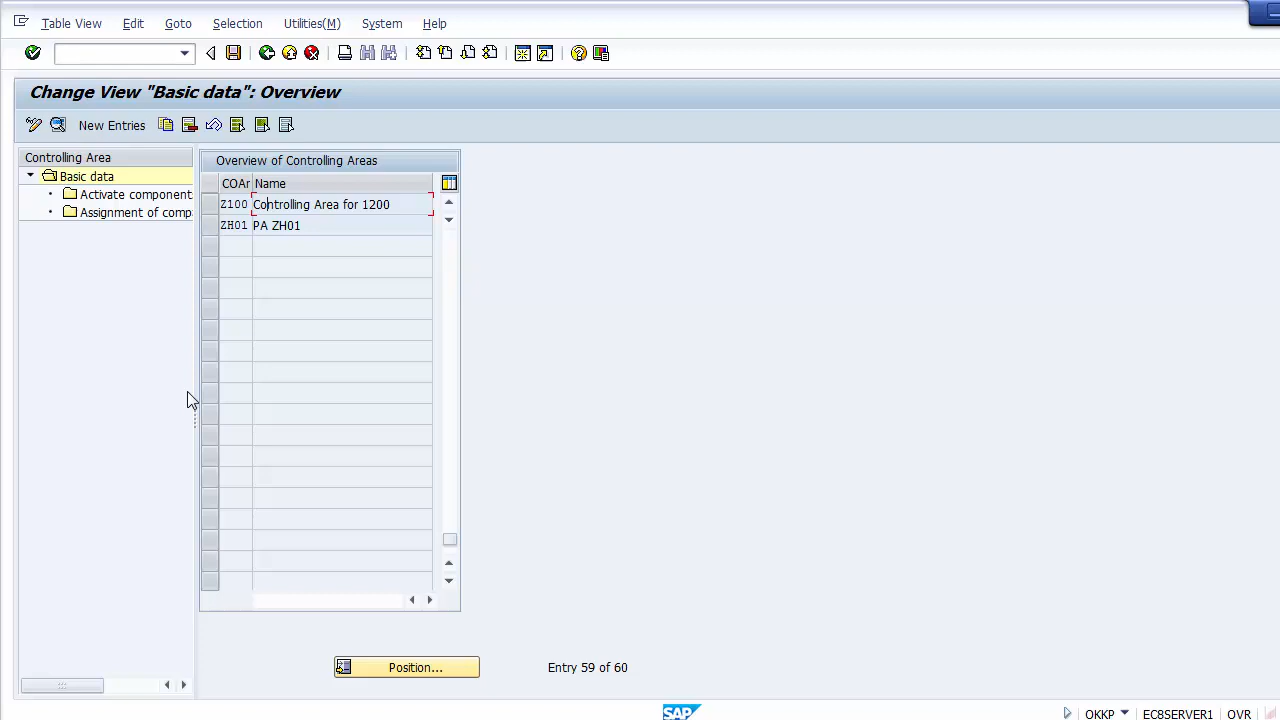 Table View Edit Goto Selection Utilities(M) System Help
Change View "Basic data": Overview
New Entries
Controlling Area
Basic data
Activate component
Assignment of comp
Overview of Controlling Areas
COAr Name
Z100 Controlling Area for 1200
ZH01 PA ZH01
Position...
Entry 59 of 60
SAP
OKKP
EC8SERVER1
OVR